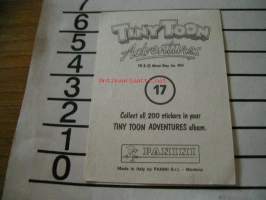 TINY TOON
Adventures
17
Collect all 200 stickers in your
TINY TOON ADVENTURES album.
PANINI
Made in Italy by PANINI S.r.l. - Modena
5
4
3
2
1
0